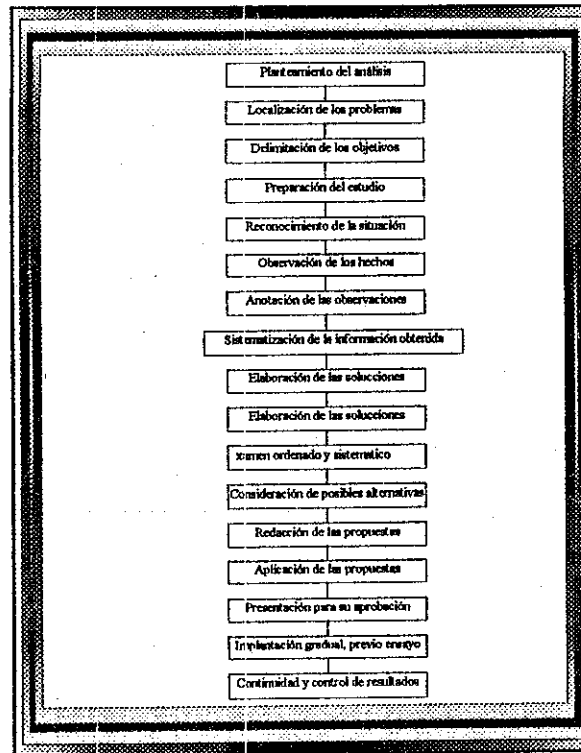 Planteamiento del análisis
Localización de los problemas
Delimitación de los objetivos
Preparación del estudio
Reconocimiento de la situación
Observación de los hechos
Anotación de las observaciones
Sistematización de la información obtenida
Elaboración de las soluciones
Elaboración de las soluciones
xamen ordenado y sistematico
Consideración de posibles alternativas
Redacción de las propuestas
Aplicación de las propuestas
Presentación para su aprobación
Implantación gradual, previo ensayo
Continuidad y control de resultados